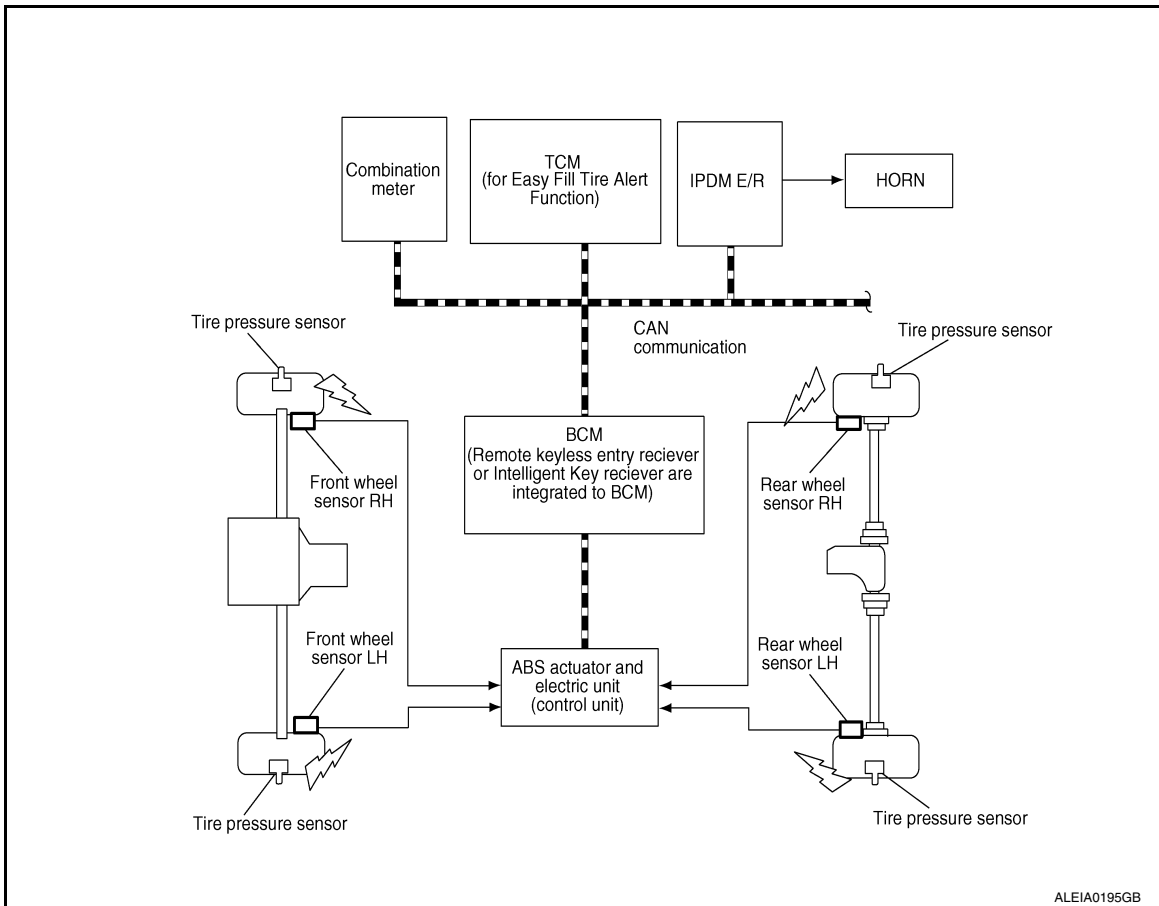 Combination
meter
TCM
(for Easy Fill Tire Alert
Function)
IPDM E/R
HORN
CAN
communication
Tire pressure sensor
Tire pressure sensor
BCM
(Remote keyless entry reciever
or Intelligent Key reciever are
integrated to BCM)
Front wheel
sensor RH
Rear wheel
sensor RH
Front wheel
sensor LH
Rear wheel
sensor LH
ABS actuator and
electric unit
(control unit)
Tire pressure sensor
Tire pressure sensor
ALEIA0195GB